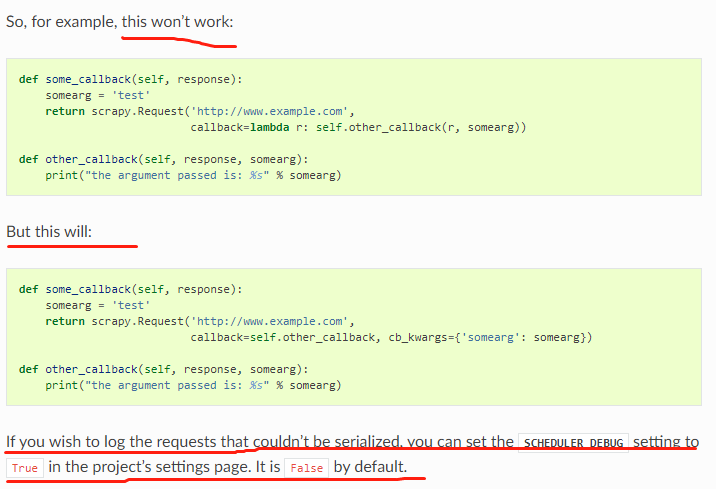 So, for example, this won't work:
def some_callback(self, response):
    somearg = 'test'
    return scrapy.Request('http://www.example.com',
                          callback=lambda r: self.other_callback(r, somearg))
def other_callback(self, response, somearg):
    print("the argument passed is: %s" % somearg)
But this will:
def some_callback(self, response):
    somearg = 'test'
    return scrapy.Request('http://www.example.com',
                          callback=self.other_callback, cb_kwargs={'somearg': somearg})
def other_callback(self, response, somearg):
    print("the argument passed is: %s" % somearg)
If you wish to log the requests that couldn't be serialized, you can set the SCHEDULER_DEBUG setting to
True in the project's settings page. It is False by default.